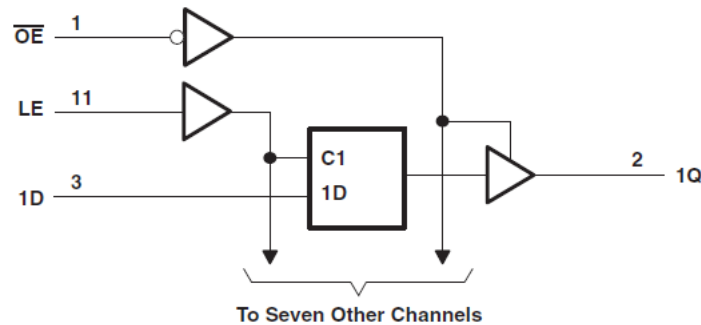 OE 1
LE 11
C1
1D 3 1D
2 1Q
To Seven Other Channels